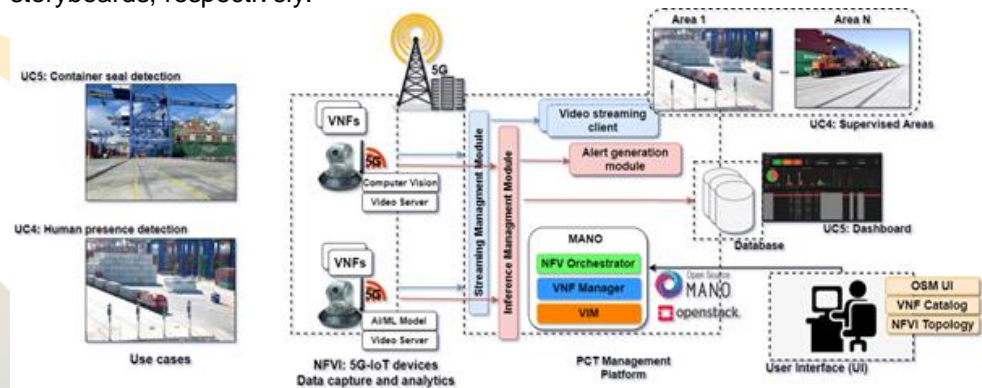 storyboards, respectively.
UC5: Container seal detection
UC4: Human presence detection
Use cases
5G
VNFs
5G
Computer Vision
Video Server
VNFs
5G
AI/ML Model
Video Server
NFVI: 5G-IoT devices
Data capture and analytics
Streaming Managment Module
Inference Managment Module
Video streaming
client
Alert generation
module
MANO
NFV Orchestrator
VNF Manager
VIM
Open Source
MANO
openstack.
PCT Management
Platform
Area 1
Area N
UC4: Supervised Areas
Database
UC5: Dashboard
OSM UI
VNF Catalog
NFVI Topology
User Interface (UI)